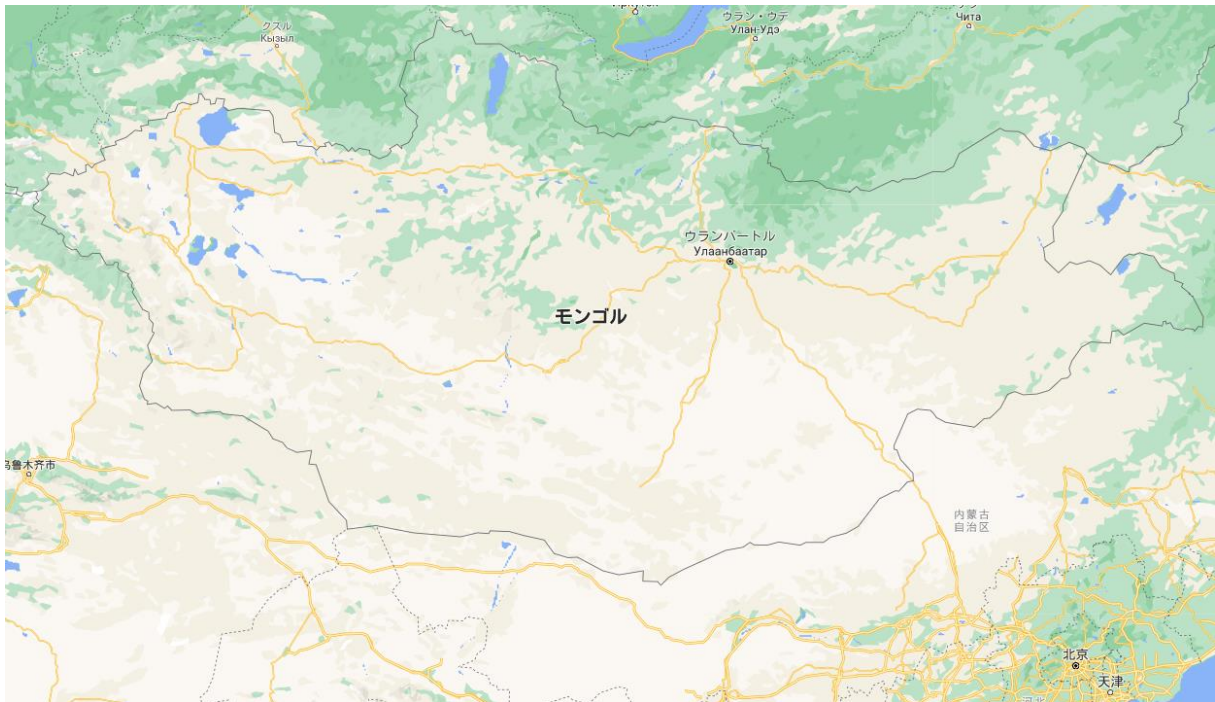 ウラン・ウデ
Улан-Удэ
Чита
クズル
Кызыл
ウランバートル
Улаанбаатар
モンゴル
乌鲁木齐市
内蒙古
自治区
北京
天津